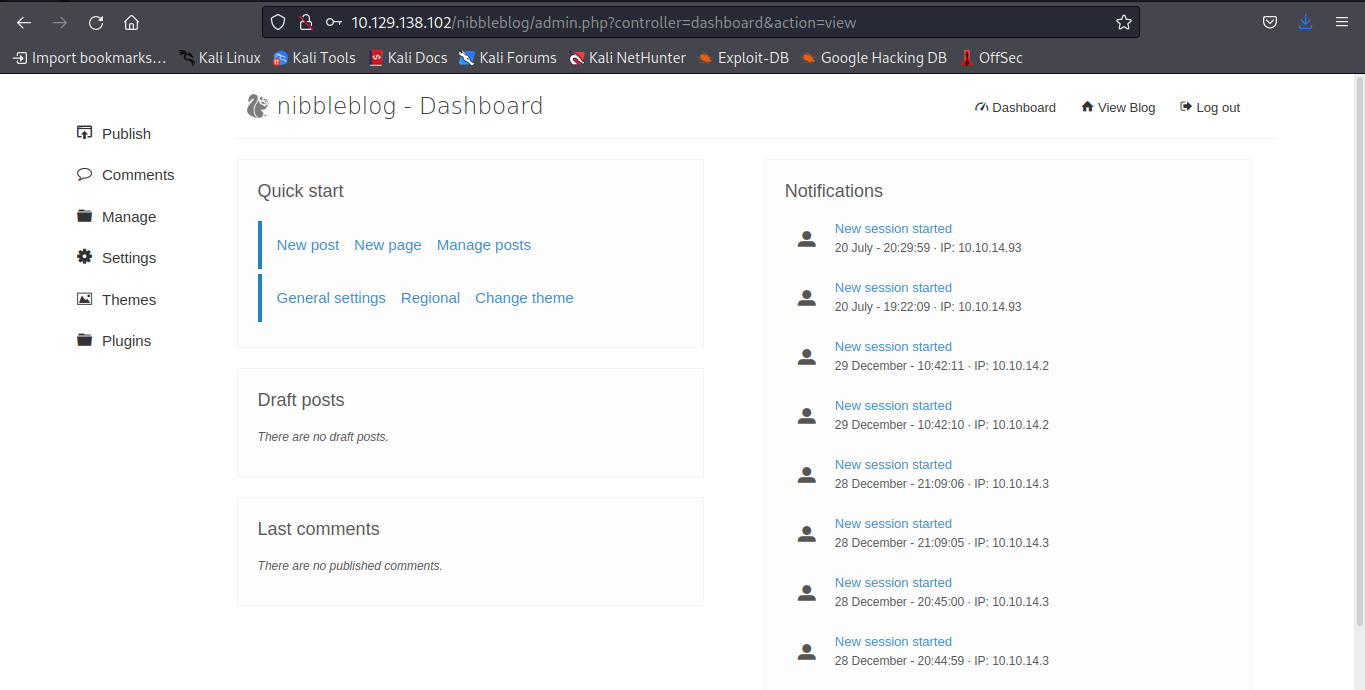 10.129.138.102/nibbleblog/admin.php?controller=dashboard&action=view
Import bookmarks... Kali Linux Kali Tools Kali Docs Kali Forums Kali NetHunter Exploit-DB Google Hacking DB OffSec
nibbleblog - Dashboard
Dashboard View Blog Log out
Publish
Comments
Manage
Settings
Themes
Plugins
Quick start
New post New page Manage posts
General settings Regional Change theme
Draft posts
There are no draft posts.
Last comments
There are no published comments.
Notifications
New session started
20 July - 20:29:59 · IP: 10.10.14.93
New session started
20 July - 19:22:09 · IP: 10.10.14.93
New session started
29 December - 10:42:11 · IP: 10.10.14.2
New session started
29 December - 10:42:10 · IP: 10.10.14.2
New session started
28 December - 21:09:06 · IP: 10.10.14.3
New session started
28 December - 21:09:05 · IP: 10.10.14.3
New session started
28 December - 20:45:00 · IP: 10.10.14.3
New session started
28 December - 20:44:59 · IP: 10.10.14.3